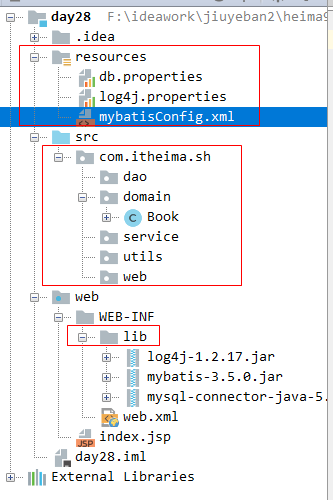 day28 F:\ideawork\jiuyeban2\heima
.idea
resources
db.properties
log4j.properties
mybatisConfig.xml
src
com.itheima.sh
dao
domain
C Book
service
utils
web
web
WEB-INF
lib
log4j-1.2.17.jar
mybatis-3.5.0.jar
mysql-connector-java-5.
web.xml
JSP index.jsp
day28.iml
External Libraries